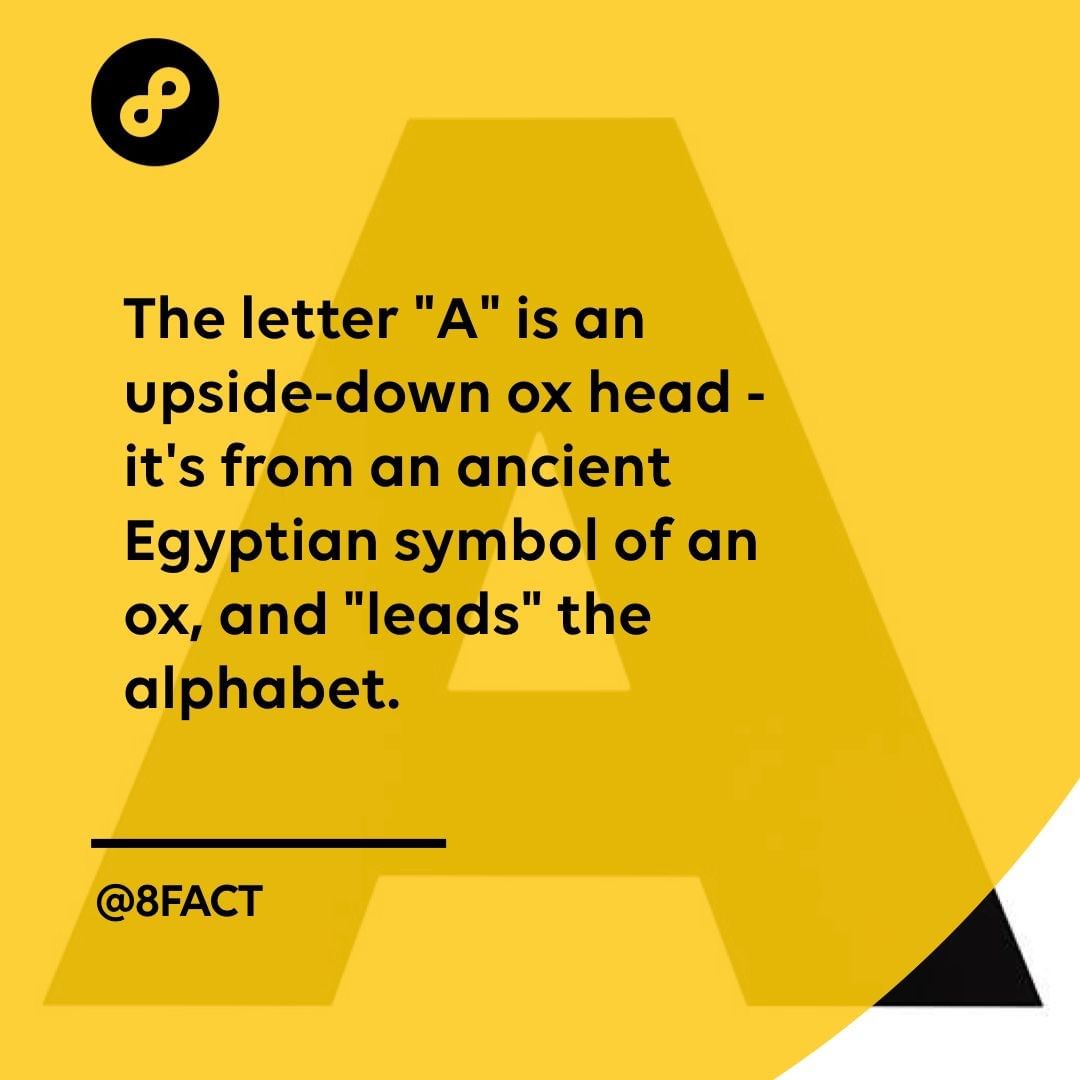 The letter "A" is an
upside-down ox head -
it's from an ancient
Egyptian symbol of an
ox, and "leads" the
alphabet.
@8FACT
A